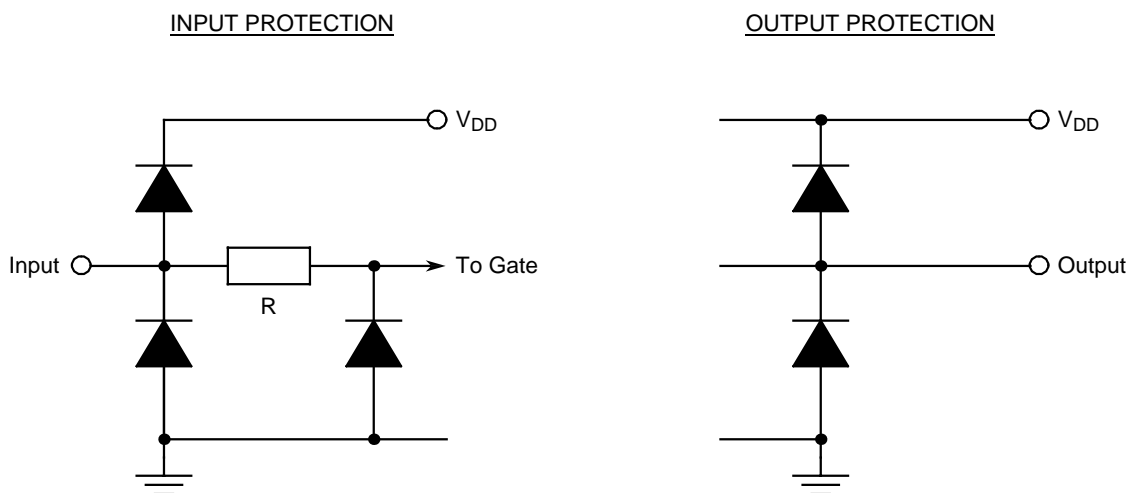 INPUT PROTECTION
OUTPUT PROTECTION
VDD
VDD
Input
To Gate
Output
R